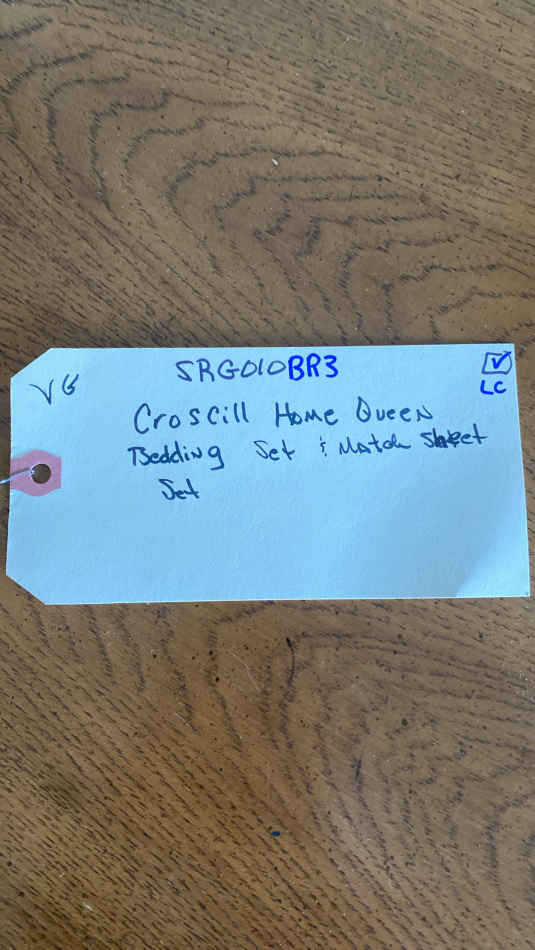 SRG010BR3
LC
VG
Croscill Home Queen
Bedding Set & Match Sheet
Set